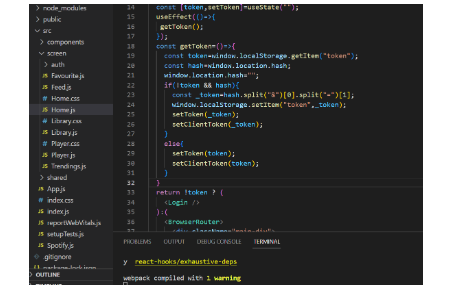 node_modules
public
src
components
screen
auth
JS Favourite.js
JS Feed.js
# Home.css
JS Home.js
# Library.css
JS Library.js
# Player.css
JS Player.js
JS Trendings.js
shared
JS App.js
# index.css
JS index.js
JS reportWebVitals.js
JS setupTests.js
JS Spotify.js
.gitignore
package-lock.json
OUTLINE
14 const [token,setToken]=useState("");
15 useEffect(()=>{
16 getToken();
17 });
18 const getToken=()=>{
19 const token=window.localStorage.getItem("token");
20 const hash=window.location.hash;
21 window.location.hash="";
22 if(!token && hash){
23 const _token=hash.split("&")[0].split("=")[1];
24 window.localStorage.setItem("token",_token);
25 setToken(_token);
26 setClientToken(_token);
27 }
28 else{
29 setToken(token);
30 setClientToken(token);
31 }
32 }
33 return !token ? (
34 <Login />
35 ):(
36 <BrowserRouter>
<div className="main-div">
PROBLEMS OUTPUT DEBUG CONSOLE TERMINAL
y react-hooks/exhaustive-deps
webpack compiled with 1 warning